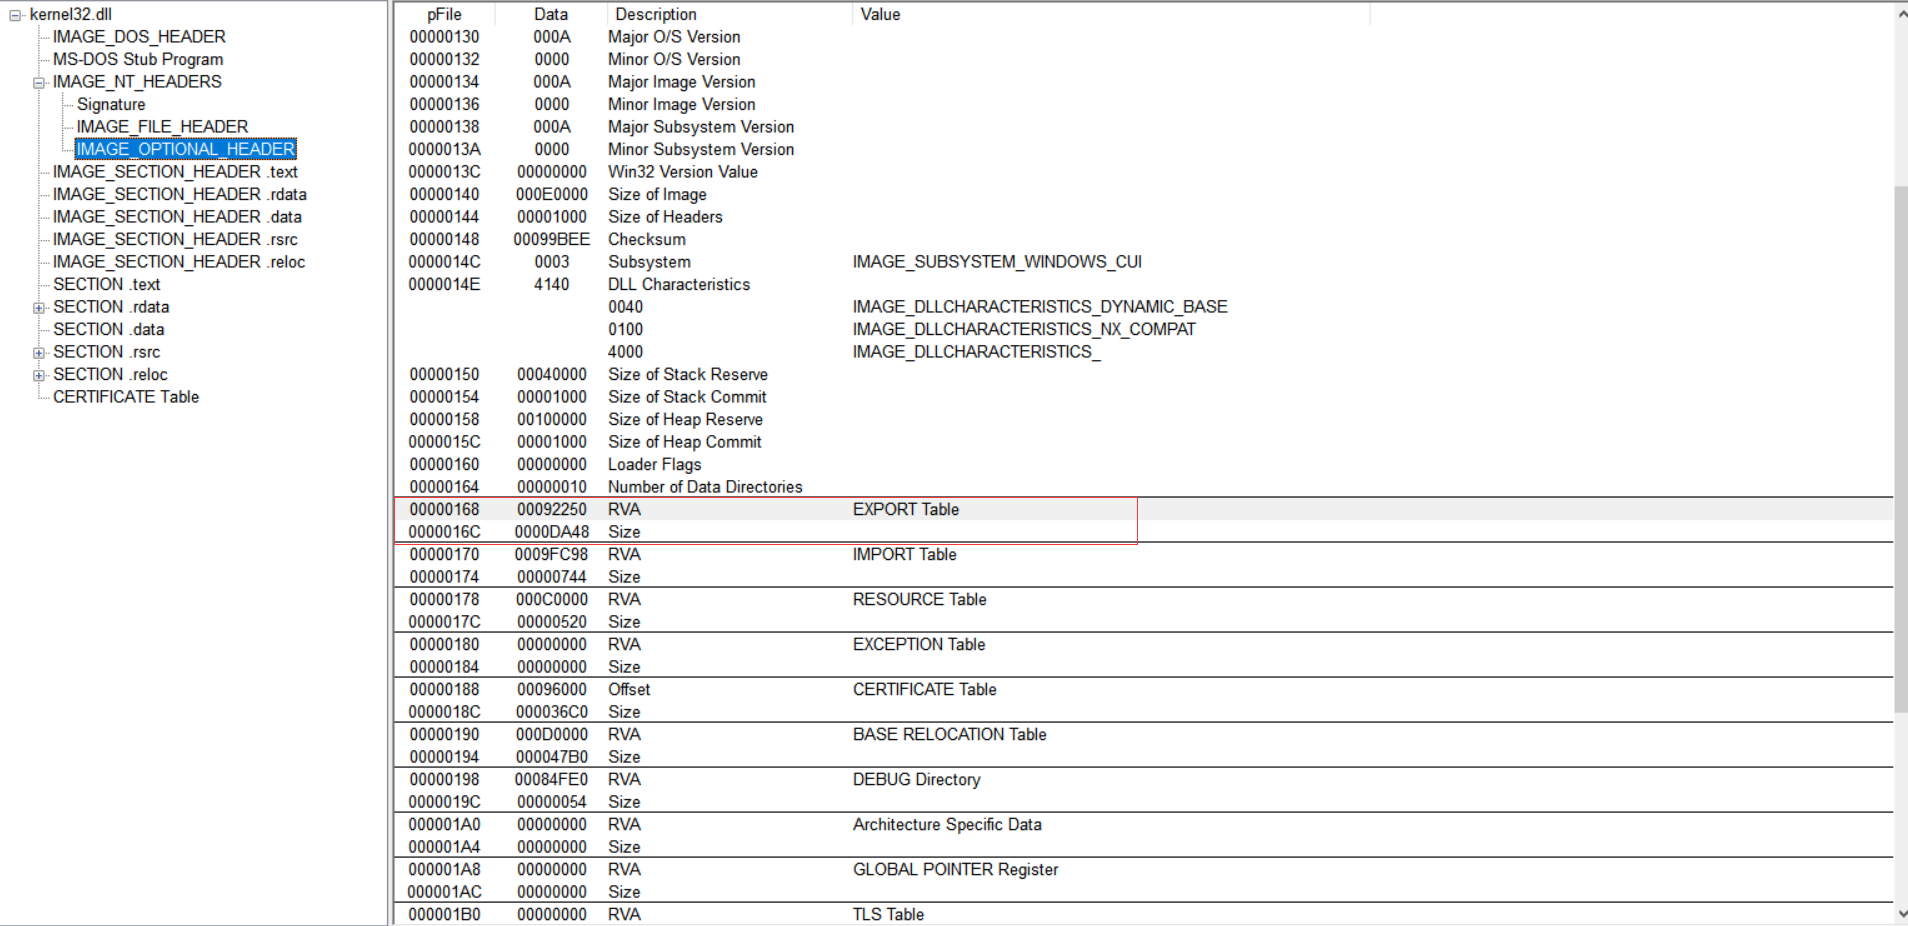 kernel32.dll
IMAGE_DOS_HEADER
MS-DOS Stub Program
IMAGE_NT_HEADERS
Signature
IMAGE_FILE_HEADER
IMAGE_OPTIONAL_HEADER
IMAGE_SECTION_HEADER .text
IMAGE_SECTION_HEADER .rdata
IMAGE_SECTION_HEADER .data
IMAGE_SECTION_HEADER .rsrc
IMAGE_SECTION_HEADER .reloc
SECTION .text
SECTION .rdata
SECTION .data
SECTION .rsrc
SECTION .reloc
CERTIFICATE Table
pFile Data Description Value
00000130 000A Major O/S Version
00000132 0000 Minor O/S Version
00000134 000A Major Image Version
00000136 0000 Minor Image Version
00000138 000A Major Subsystem Version
0000013A 0000 Minor Subsystem Version
0000013C 00000000 Win32 Version Value
00000140 000E0000 Size of Image
00000144 00001000 Size of Headers
00000148 00099BEE Checksum
0000014C 0003 Subsystem IMAGE_SUBSYSTEM_WINDOWS_CUI
0000014E 4140 DLL Characteristics
0040 IMAGE_DLLCHARACTERISTICS_DYNAMIC_BASE
0100 IMAGE_DLLCHARACTERISTICS_NX_COMPAT
4000 IMAGE_DLLCHARACTERISTICS_
00000150 00040000 Size of Stack Reserve
00000154 00001000 Size of Stack Commit
00000158 00100000 Size of Heap Reserve
0000015C 00001000 Size of Heap Commit
00000160 00000000 Loader Flags
00000164 00000010 Number of Data Directories
00000168 00092250 RVA EXPORT Table
0000016C 0000DA48 Size
00000170 0009FC98 RVA IMPORT Table
00000174 00000744 Size
00000178 000C0000 RVA RESOURCE Table
0000017C 00000520 Size
00000180 00000000 RVA EXCEPTION Table
00000184 00000000 Size
00000188 00096000 Offset CERTIFICATE Table
0000018C 000036C0 Size
00000190 000D0000 RVA BASE RELOCATION Table
00000194 000047B0 Size
00000198 00084FE0 RVA DEBUG Directory
0000019C 00000054 Size
000001A0 00000000 RVA Architecture Specific Data
000001A4 00000000 Size
000001A8 00000000 RVA GLOBAL POINTER Register
000001AC 00000000 Size
000001B0 00000000 RVA TLS Table